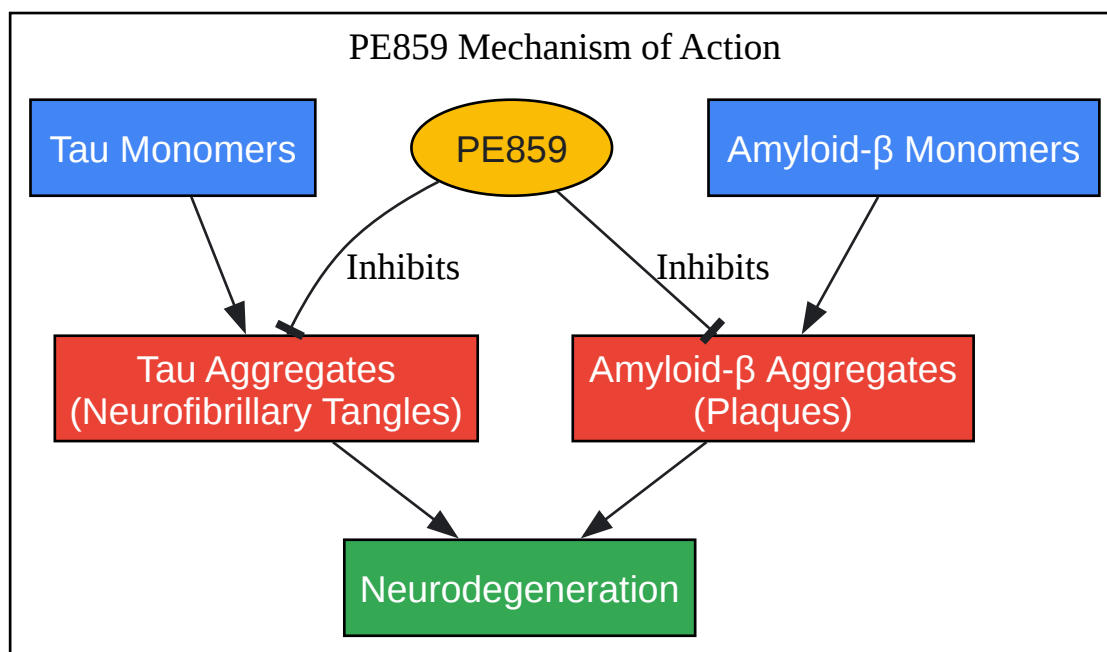 PE859 Mechanism of Action
Tau Monomers
PE859
Amyloid-β Monomers
Inhibits
Inhibits
Tau Aggregates
(Neurofibrillary Tangles)
Amyloid-β Aggregates
(Plaques)
Neurodegeneration